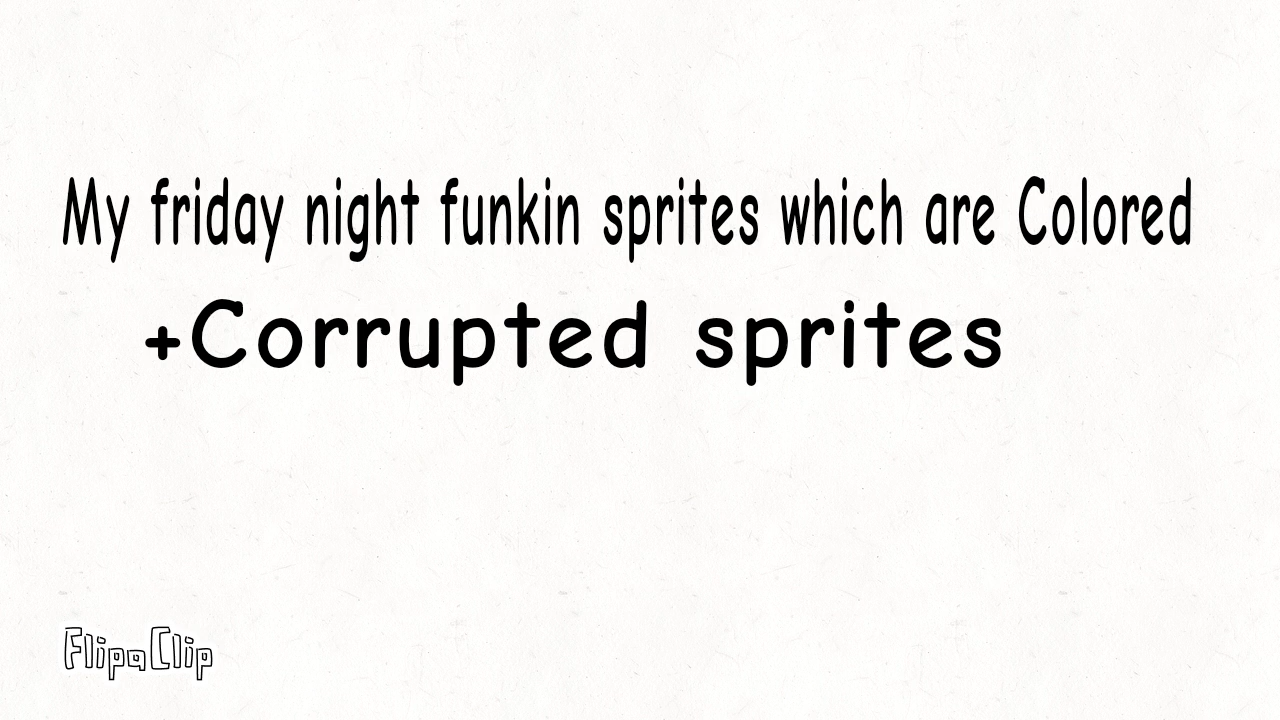 My friday night funkin sprites which are Colored
+Corrupted sprites
FlipaClip